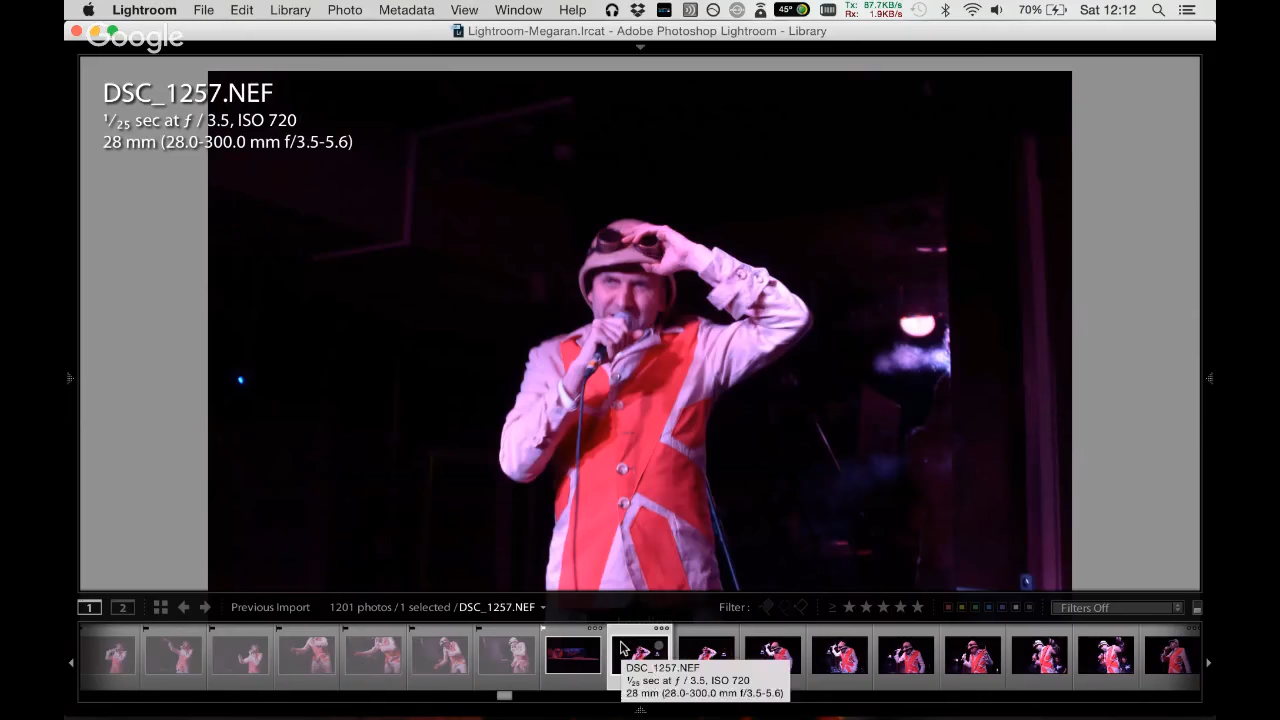 Lightroom File Edit Library Photo Metadata View Window Help 45° Tx: 87.7KB/s Rx: 1.9KB/s 70% Sat 12:12
Google
Lightroom-Megaran.lrcat - Adobe Photoshop Lightroom - Library
DSC_1257.NEF
1/25 sec at ƒ / 3.5, ISO 720
28 mm (28.0-300.0 mm f/3.5-5.6)
1 2 Previous Import 1201 photos / 1 selected / DSC_1257.NEF Filter : ≥ ★★★★★ Filters Off
DSC_1257.NEF
1/25 sec at ƒ / 3.5, ISO 720
28 mm (28.0-300.0 mm f/3.5-5.6)